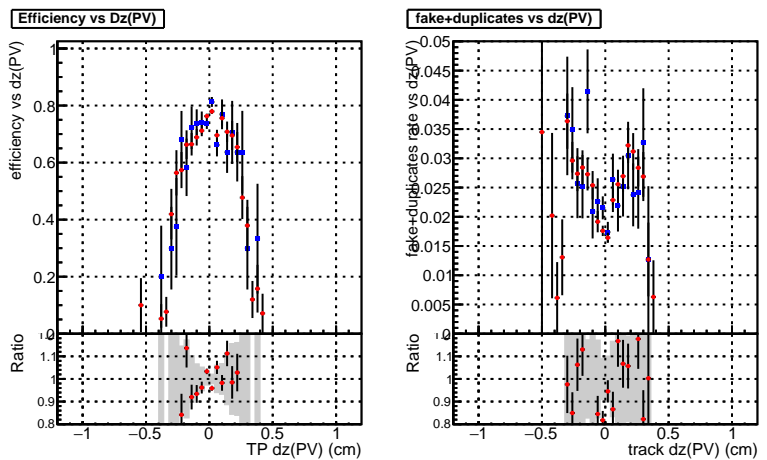 Efficiency vs Dz(PV)
efficiency vs dz(PV)
1
0.8
0.6
0.4
0.2
0
Ratio
1.1
1
0.9
0.8
−1 −0.5 0 0.5 1
TP dz(PV) (cm)
fake+duplicates vs dz(PV)
fake+duplicates rate vs dz(PV)
0.05
0.045
0.04
0.035
0.03
0.025
0.02
0.015
0.01
0.005
0
Ratio
1.1
1
0.9
0.8
−1 −0.5 0 0.5 1
track dz(PV) (cm)